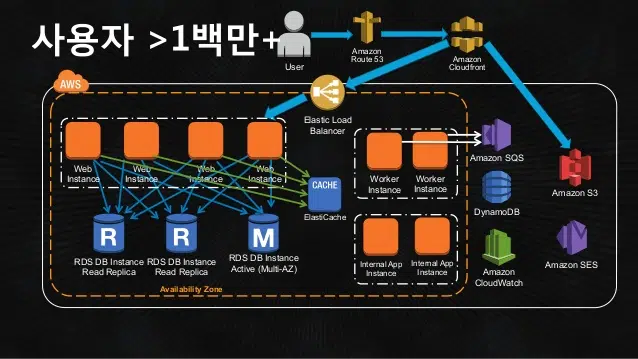 사용자 >1백만+
User
Amazon
Route 53
Amazon
Cloudfront
AWS
Elastic Load
Balancer
Web
Instance
Web
Instance
Web
Instance
Web
Instance
Worker
Instance
Worker
Instance
Amazon SQS
Amazon S3
CACHE
ElastiCache
DynamoDB
R
R
M
RDS DB Instance
Read Replica
RDS DB Instance
Read Replica
RDS DB Instance
Active (Multi-AZ)
Internal App
Instance
Internal App
Instance
Amazon
CloudWatch
Amazon SES
Availability Zone